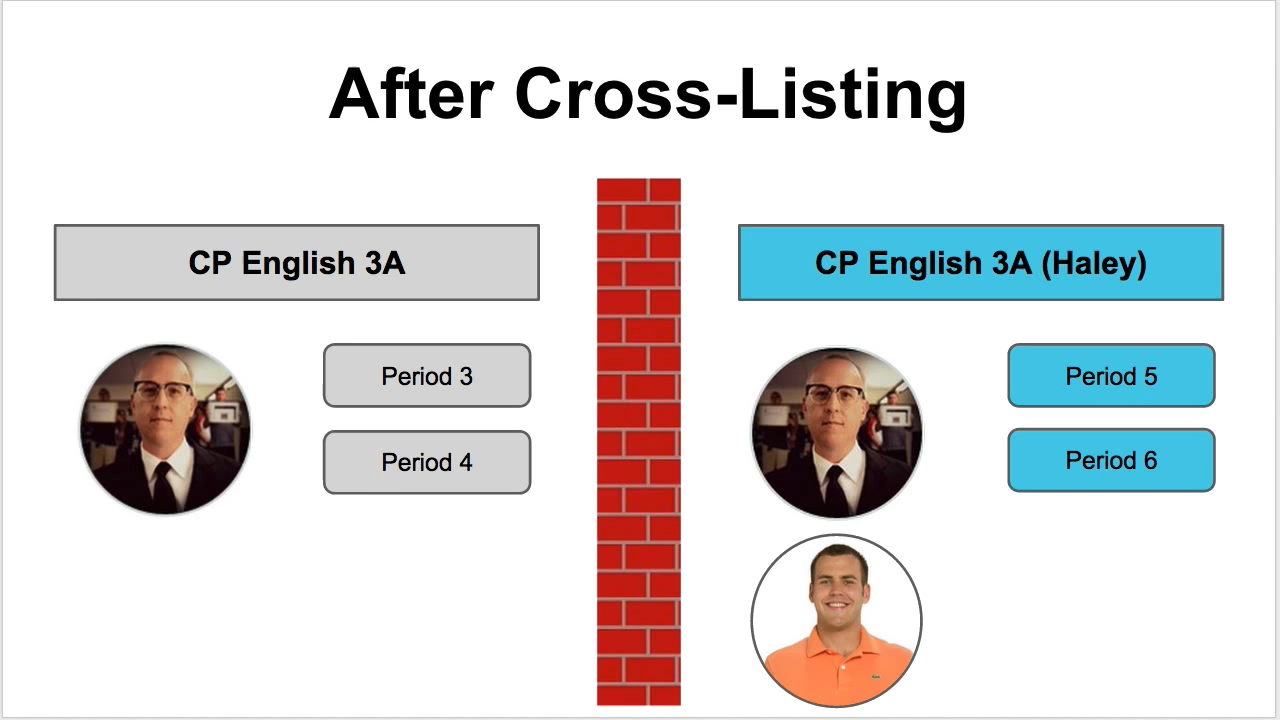 After Cross-Listing
CP English 3A
Period 3
Period 4
CP English 3A (Haley)
Period 5
Period 6